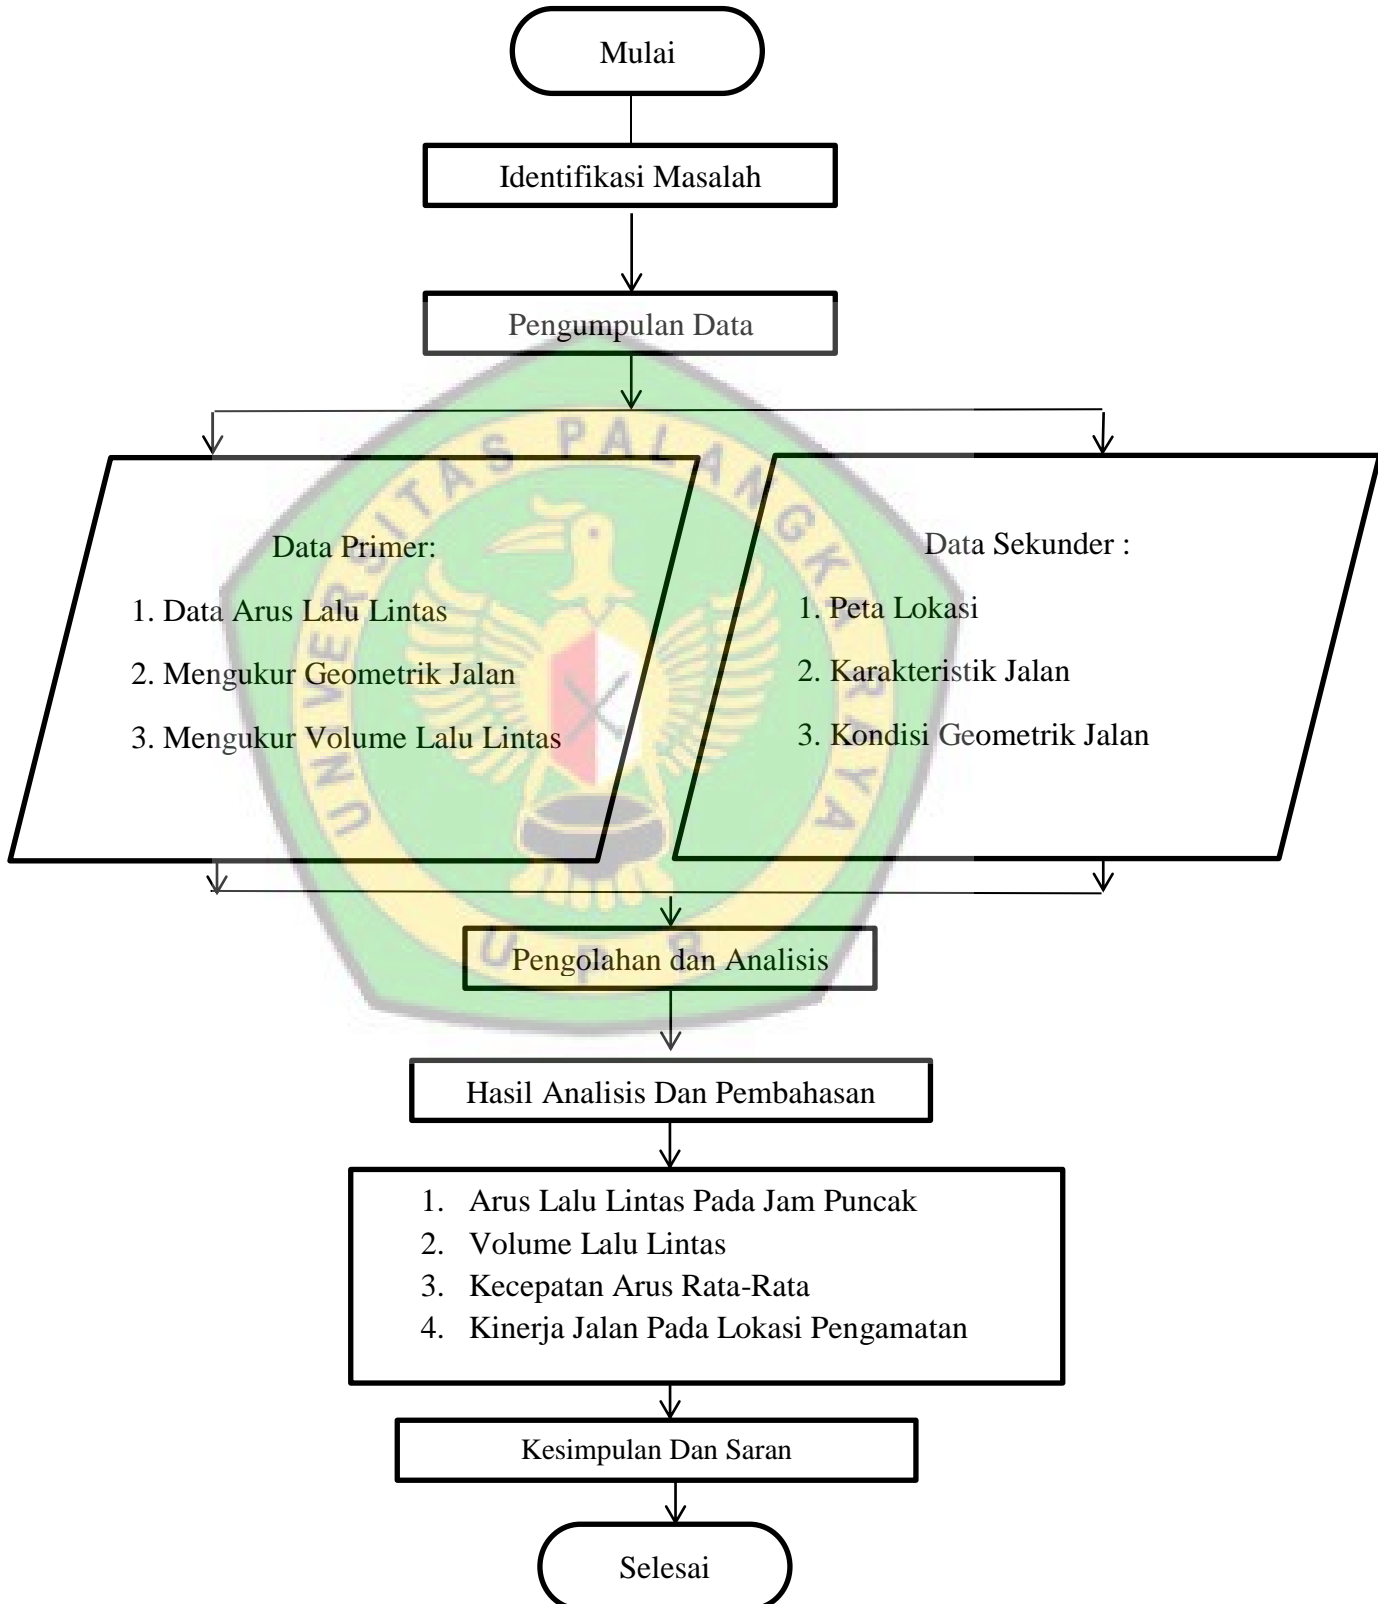 Mulai
Identifikasi Masalah
Pengumpulan Data
Data Primer:
1. Data Arus Lalu Lintas
2. Mengukur Geometrik Jalan
3. Mengukur Volume Lalu Lintas
Data Sekunder :
1. Peta Lokasi
2. Karakteristik Jalan
3. Kondisi Geometrik Jalan
UNIVERSITAS PALANGKA RAYA
U P R
Pengolahan dan Analisis
Hasil Analisis Dan Pembahasan
1. Arus Lalu Lintas Pada Jam Puncak
2. Volume Lalu Lintas
3. Kecepatan Arus Rata-Rata
4. Kinerja Jalan Pada Lokasi Pengamatan
Kesimpulan Dan Saran
Selesai